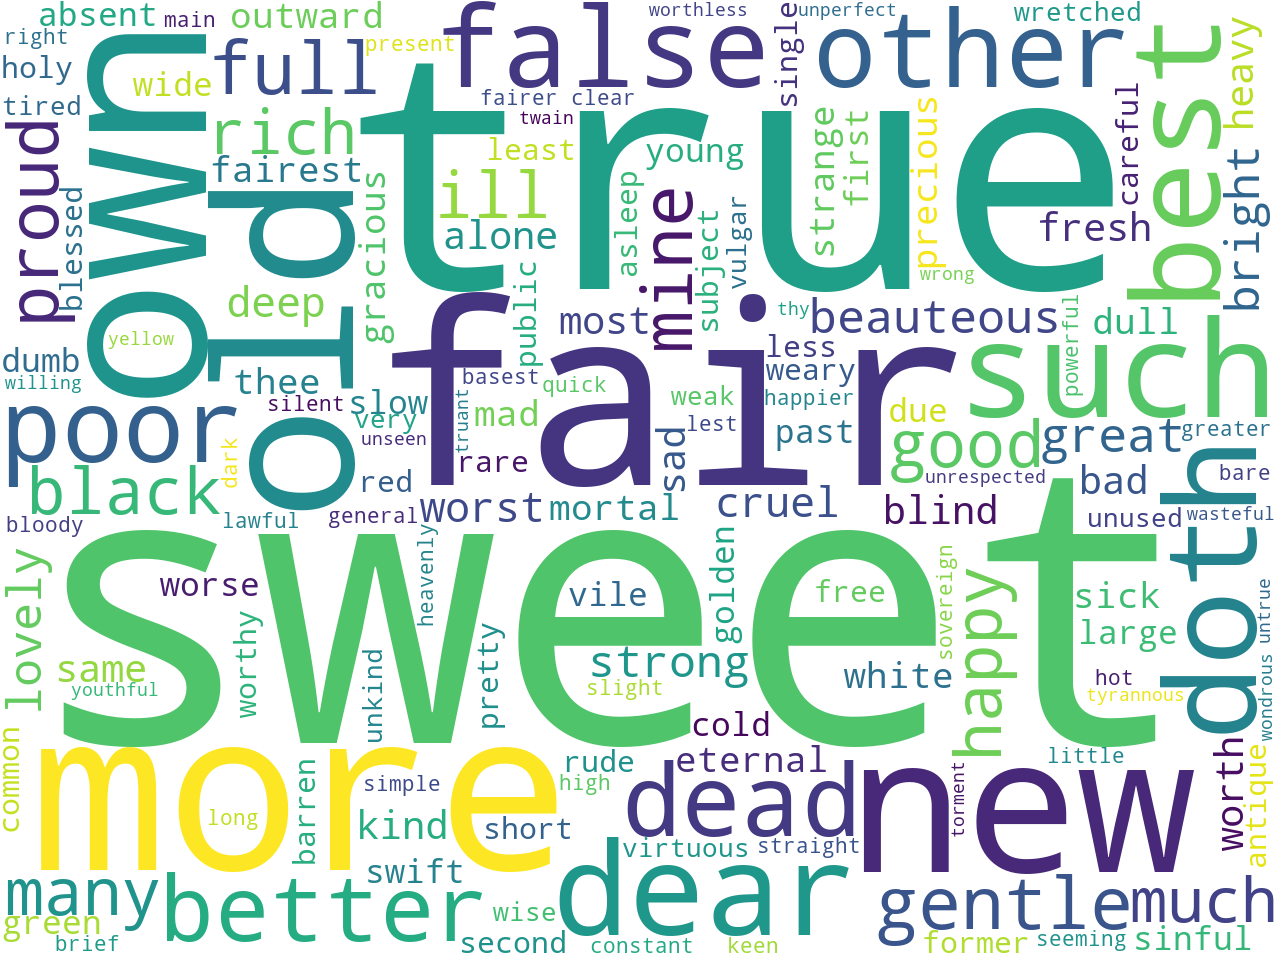 absent
main
outward
worthless
single
unperfect
wretched
right
own
full
present
false
other
best
heavy
holy
wide
tired
proud
rich
true
fairer clear
twain
least
young
strange
first
precious
careful
fairest
old
ill
blessed
gracious
alone
asleep
mine
subject
vulgar
fresh
bright
deep
public
wrong
yellow
most
thy
beauteous
powerful
dull
fair
such
dumb
willing
thee
silent
slow
very
basest
quick
less
weary
happier
due
poor
mad
truant
unseen
weak
lest
past
good
great
greater
dark
black
red
rare
sad
unrespected
bad
bare
bloody
lawful
general
worst
mortal
cruel
blind
unused
wasteful
doth
sweet
lovely
worse
heavenly
vile
golden
free
sovereign
happy
sick
large
wondrous
untrue
same
youthful
worthy
unkind
pretty
strong
slight
white
hot
tyrannous
common
more
cold
eternal
rude
little
new
worth
antique
long
barren
simple
high
kind
short
dead
torment
virtuous
straight
swift
many
better
dear
gentle
much
green
wise
brief
second
constant
keen
former
seeming
sinful